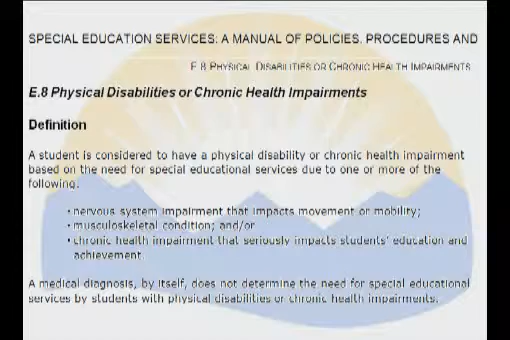 SPECIAL EDUCATION SERVICES: A MANUAL OF POLICIES, PROCEDURES AND
E.8 PHYSICAL DISABILITIES OR CHRONIC HEALTH IMPAIRMENTS
E.8 Physical Disabilities or Chronic Health Impairments
Definition
A student is considered to have a physical disability or chronic health impairment
based on the need for special educational services due to one or more of the
following.
• nervous system impairment that impacts movement or mobility;
• musculoskeletal condition; and/or
• chronic health impairment that seriously impacts students' education and
achievement.
A medical diagnosis, by itself, does not determine the need for special educational
services by students with physical disabilities or chronic health impairments.